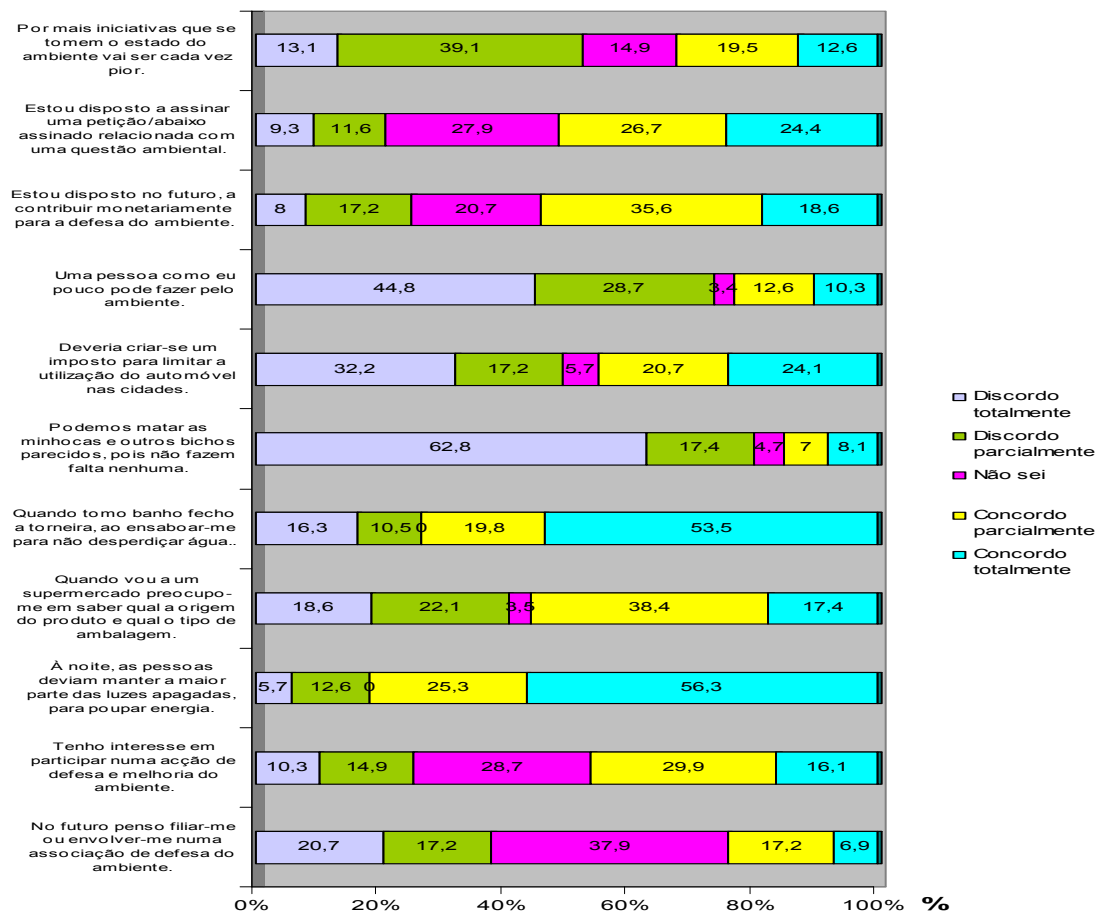 Por mais iniciativas que se
tomem o estado do
ambiente vai ser cada vez
pior.
13,1 39,1 14,9 19,5 12,6
Estou disposto a assinar
uma petição/abaixo
assinado relacionada com
uma questão ambiental.
9,3 11,6 27,9 26,7 24,4
Estou disposto no futuro, a
contribuir monetariamente
para a defesa do ambiente.
8 17,2 20,7 35,6 18,6
Uma pessoa como eu
pouco pode fazer pelo
ambiente.
44,8 28,7 3,4 12,6 10,3
Deveria criar-se um
imposto para limitar a
utilização do automóvel
nas cidades.
32,2 17,2 5,7 20,7 24,1
Podemos matar as
minhocas e outros bichos
parecidos, pois não fazem
falta nenhuma.
62,8 17,4 4,7 7 8,1
Quando tomo banho fecho
a torneira, ao ensaboar-me
para não desperdiçar água..
16,3 10,5 0 19,8 53,5
Quando vou a um
supermercado preocupo-
me em saber qual a origem
do produto e qual o tipo de
ambalagem.
18,6 22,1 3,5 38,4 17,4
À noite, as pessoas
deviam manter a maior
parte das luzes apagadas,
para poupar energia.
5,7 12,6 0 25,3 56,3
Tenho interesse em
participar numa acção de
defesa e melhoria do
ambiente.
10,3 14,9 28,7 29,9 16,1
No futuro penso filiar-me
ou envolver-me numa
associação de defesa do
ambiente.
20,7 17,2 37,9 17,2 6,9
0% 20% 40% 60% 80% 100% %
Discordo
totalmente
Discordo
parcialmente
Não sei
Concordo
parcialmente
Concordo
totalmente